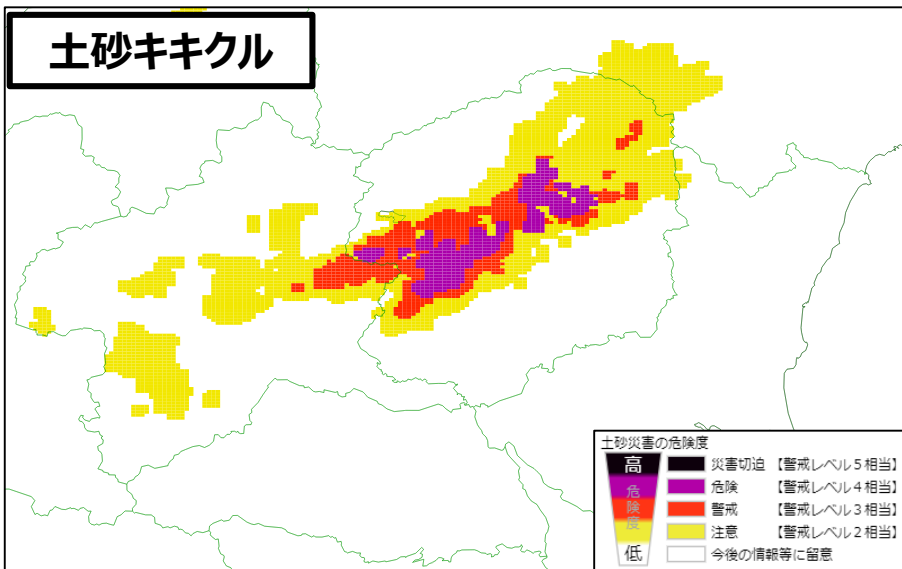 土砂キキクル
土砂災害の危険度
高
危険度
低
災害切迫 【警戒レベル5相当】
危険 【警戒レベル4相当】
警戒 【警戒レベル3相当】
注意 【警戒レベル2相当】
今後の情報等に留意